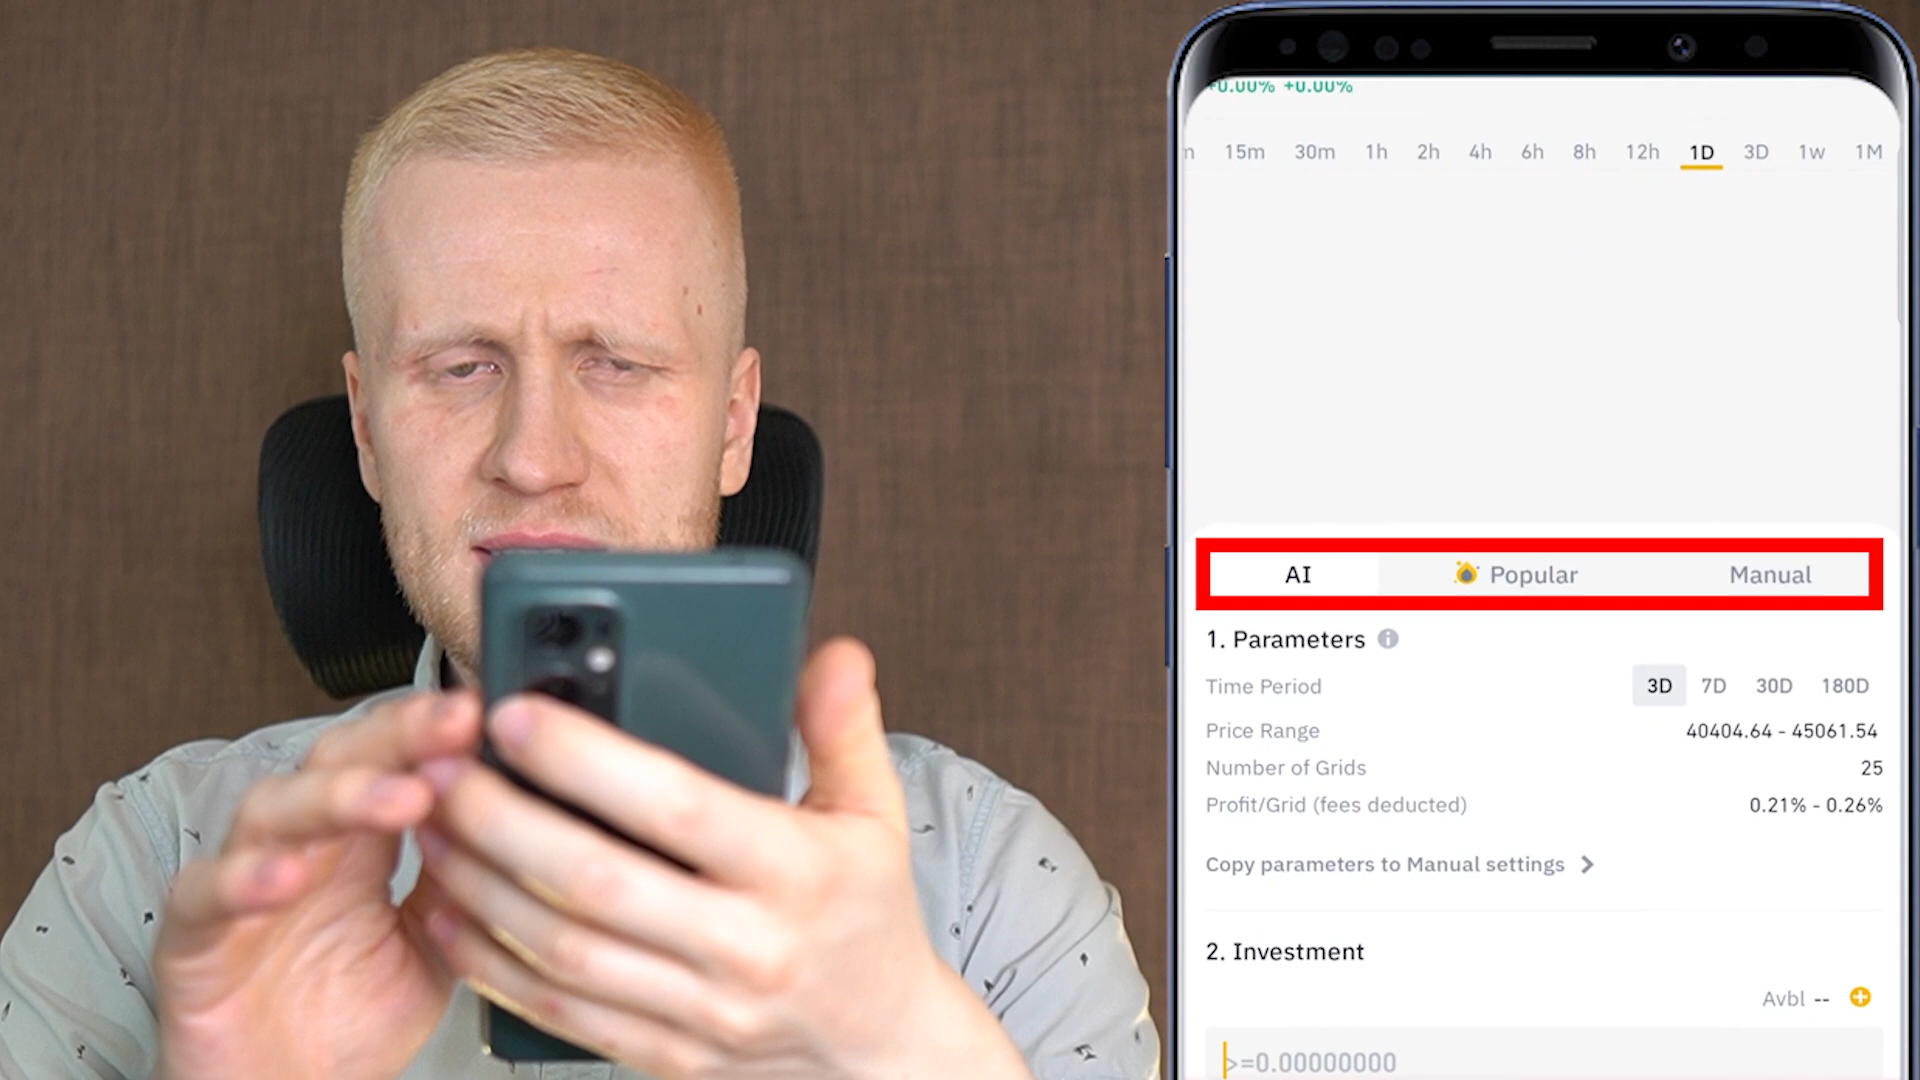 +0.00% +0.00%
15m 30m 1h 2h 4h 6h 8h 12h 1D 3D 1w 1M
AI Popular Manual
1. Parameters
Time Period 3D 7D 30D 180D
Price Range 40404.64 - 45061.54
Number of Grids 25
Profit/Grid (fees deducted) 0.21% - 0.26%
Copy parameters to Manual settings
2. Investment
Avbl --
>=0.00000000